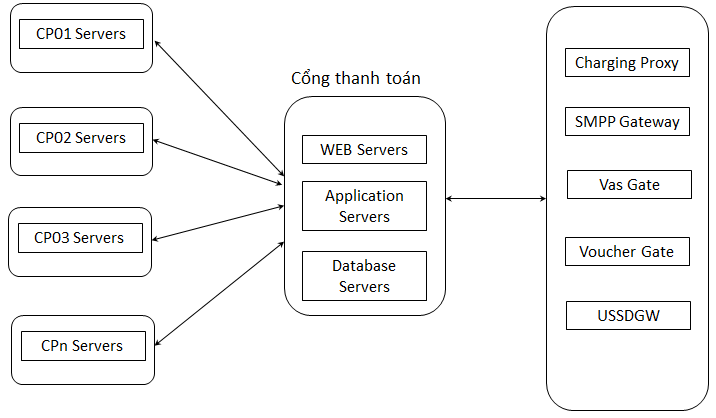 CP01 Servers
CP02 Servers
CP03 Servers
CPn Servers
Cổng thanh toán
WEB Servers
Application
Servers
Database
Servers
Charging Proxy
SMPP Gateway
Vas Gate
Voucher Gate
USSDGW